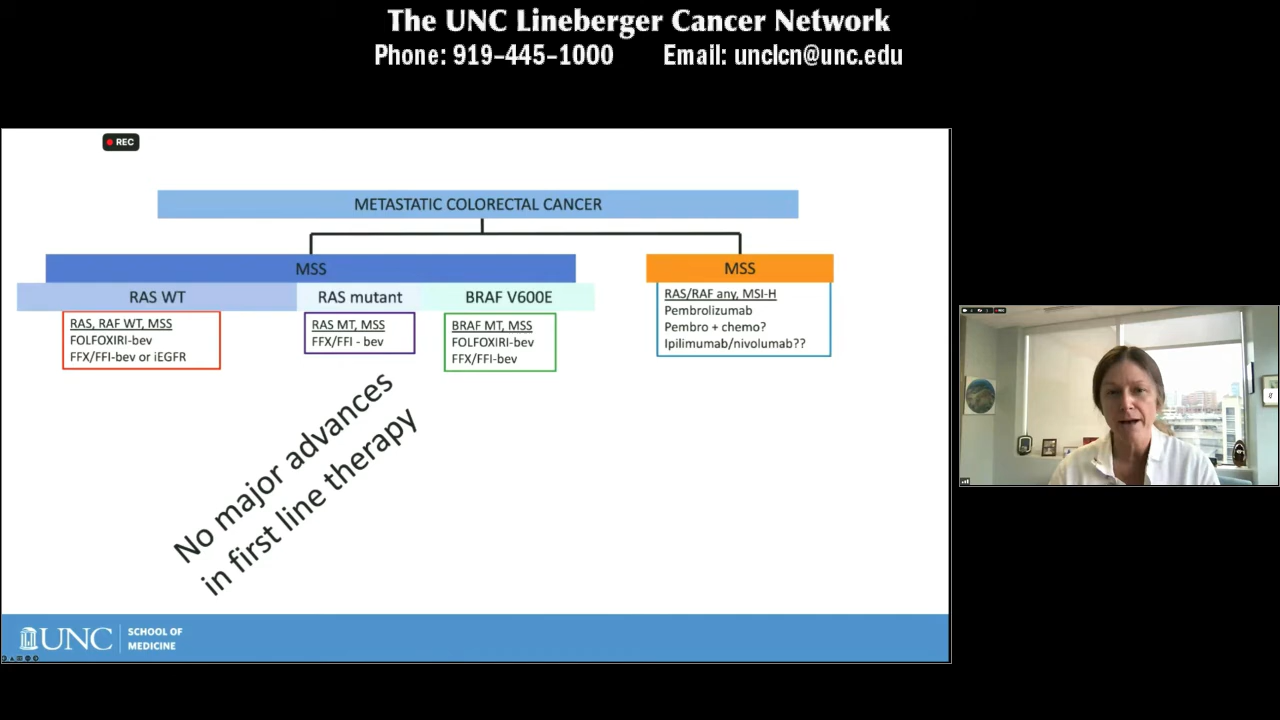 The UNC Lineberger Cancer Network
Phone: 919-445-1000 Email: unclcn@unc.edu
REC
METASTATIC COLORECTAL CANCER
MSS
MSS
RAS WT
RAS mutant
BRAF V600E
RAS, RAF WT, MSS
FOLFOXIRI-bev
FFX/FFI-bev or iEGFR
RAS MT, MSS
FFX/FFI - bev
BRAF MT, MSS
FOLFOXIRI-bev
FFX/FFI-bev
RAS/RAF any, MSI-H
Pembrolizumab
Pembro + chemo?
Ipilimumab/nivolumab??
No major advances
in first line therapy
UNC
SCHOOL OF
MEDICINE